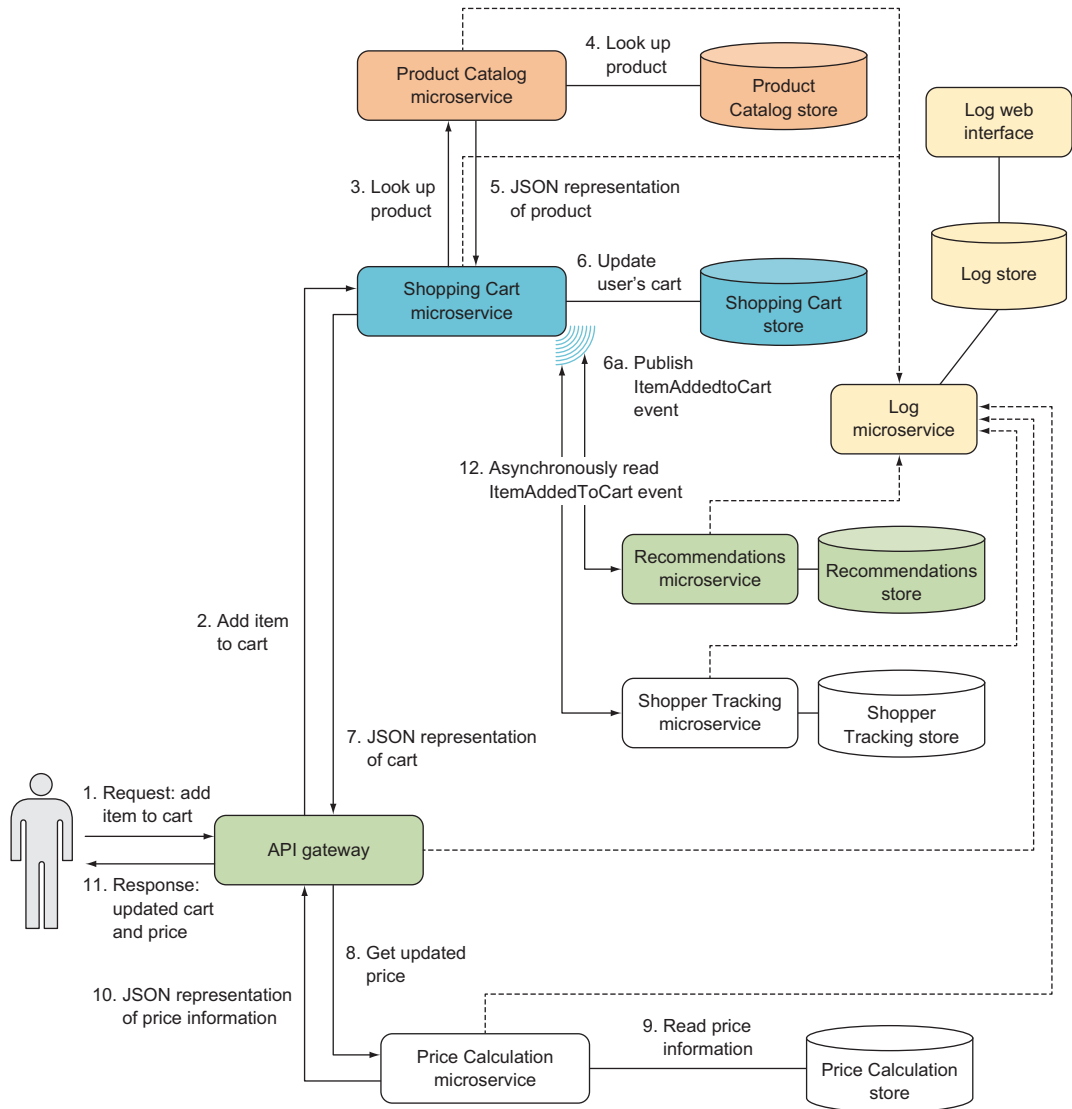 4. Look up
product
Product Catalog
microservice
Product
Catalog store
Log web
interface
3. Look up
product
5. JSON representation
of product
6. Update
user's cart
Log store
Shopping Cart
microservice
Shopping Cart
store
6a. Publish
ItemAddedtoCart
event
Log
microservice
12. Asynchronously read
ItemAddedToCart event
Recommendations
microservice
Recommendations
store
2. Add item
to cart
Shopper Tracking
microservice
Shopper
Tracking store
7. JSON representation
of cart
1. Request: add
item to cart
API gateway
11. Response:
updated cart
and price
8. Get updated
price
10. JSON representation
of price information
9. Read price
information
Price Calculation
microservice
Price Calculation
store